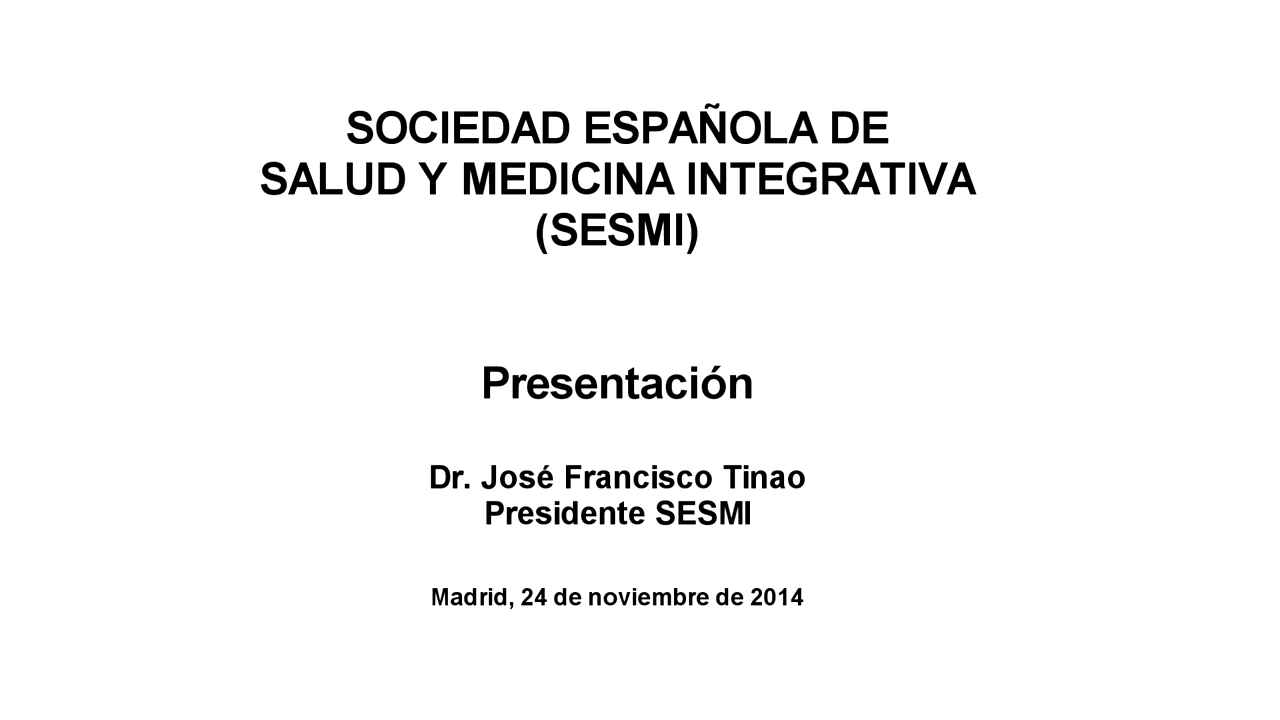 SOCIEDAD ESPAÑOLA DE
SALUD Y MEDICINA INTEGRATIVA
(SESMI)
Presentación
Dr. José Francisco Tinao
Presidente SESMI
Madrid, 24 de noviembre de 2014